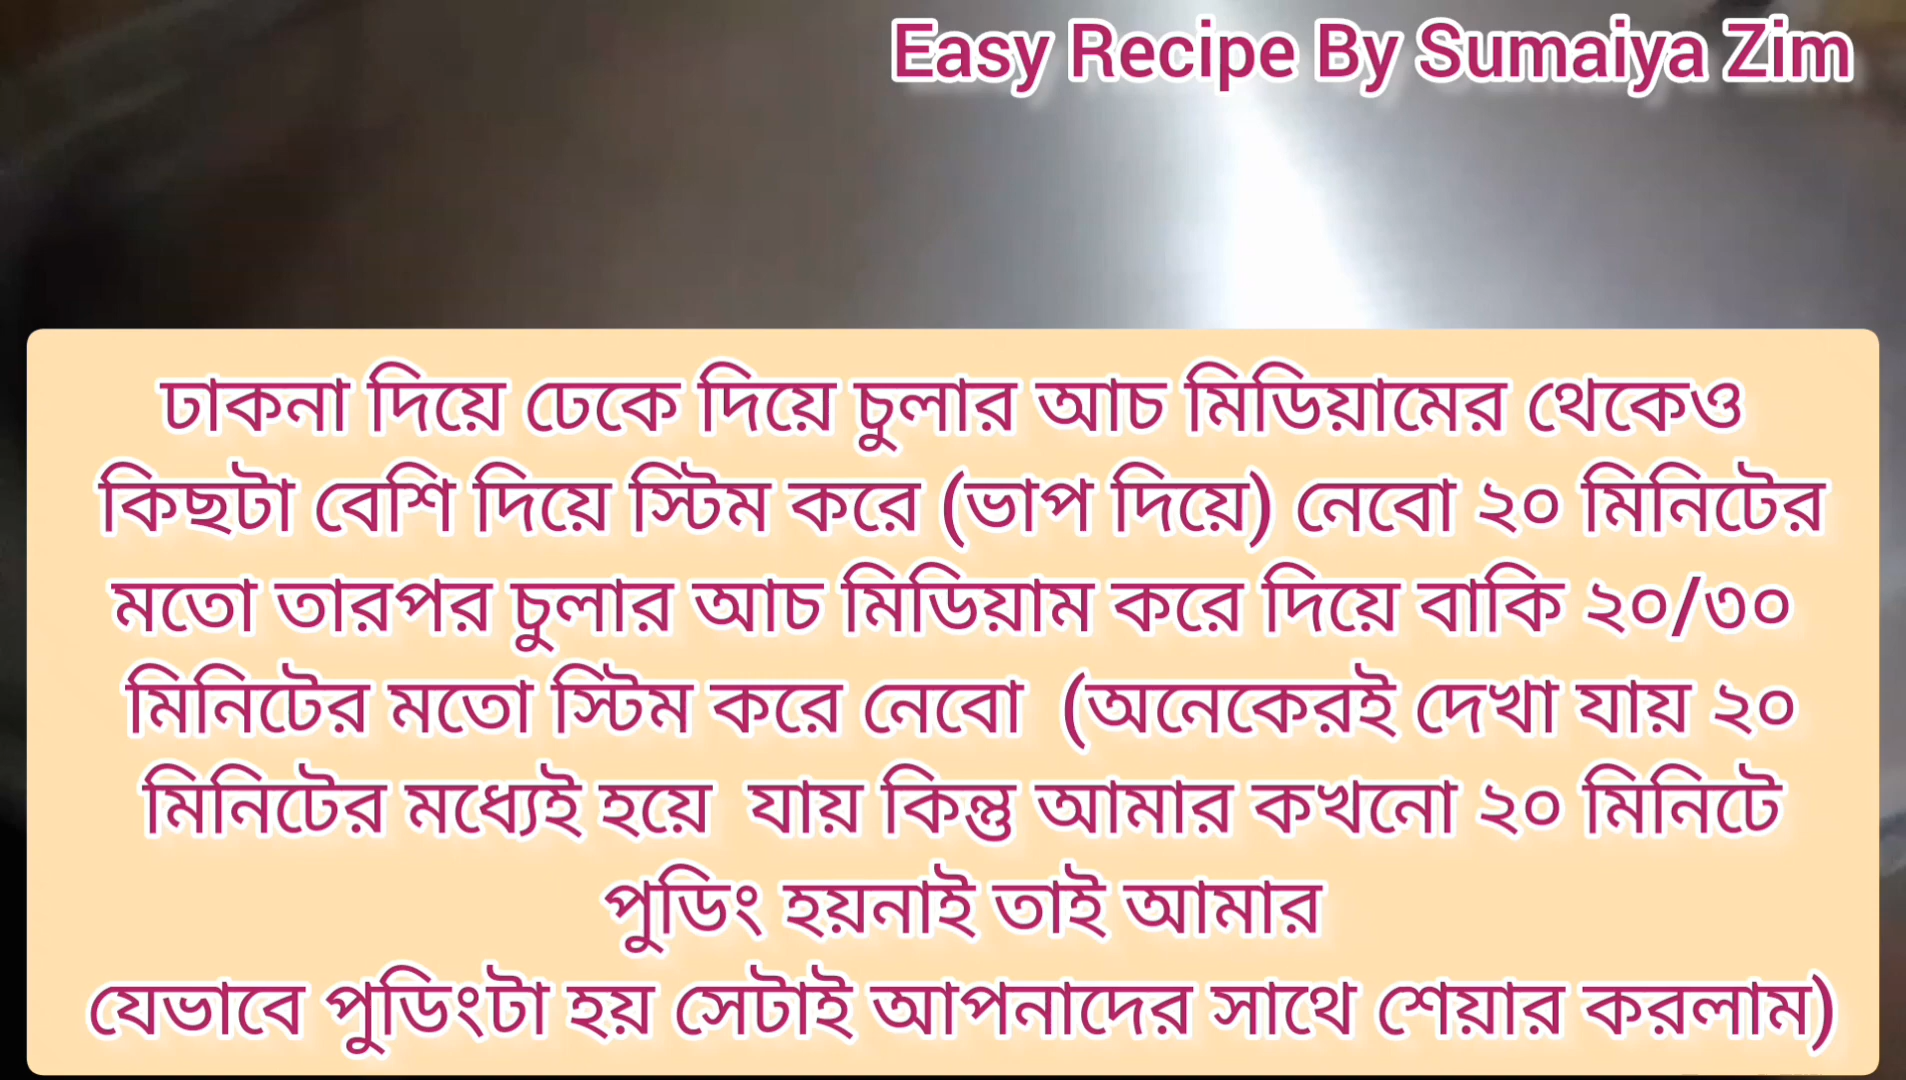 Easy Recipe By Sumaiya Zim
ঢাকনা দিয়ে ঢেকে দিয়ে চুলার আচ মিডিয়ামের থেকেও
কিছটা বেশি দিয়ে স্টিম করে (ভাপ দিয়ে) নেবো ২০ মিনিটের
মতো তারপর চুলার আচ মিডিয়াম করে দিয়ে বাকি ২০/৩০
মিনিটের মতো স্টিম করে নেবো (অনেকেরই দেখা যায় ২০
মিনিটের মধ্যেই হয়ে যায় কিন্তু আমার কখনো ২০ মিনিটে
পুডিং হয়নাই তাই আমার
যেভাবে পুডিংটা হয় সেটাই আপনাদের সাথে শেয়ার করলাম)